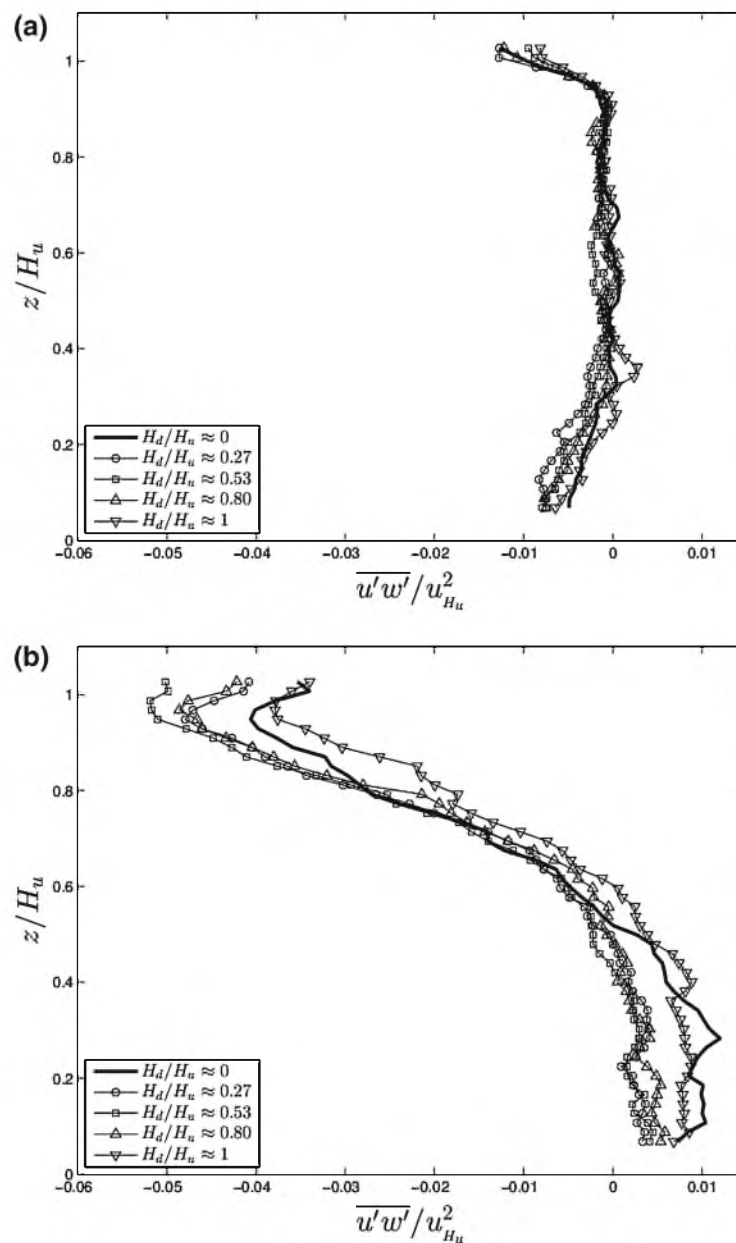 (a)
1
0.8
0.6
0.4
0.2
0
z/H_u
H_d/H_u ≈ 0
H_d/H_u ≈ 0.27
H_d/H_u ≈ 0.53
H_d/H_u ≈ 0.80
H_d/H_u ≈ 1
−0.06 −0.05 −0.04 −0.03 −0.02 −0.01 0 0.01
\overline{u'w'}/u_{H_u}^2
(b)
1
0.8
0.6
0.4
0.2
0
z/H_u
H_d/H_u ≈ 0
H_d/H_u ≈ 0.27
H_d/H_u ≈ 0.53
H_d/H_u ≈ 0.80
H_d/H_u ≈ 1
−0.06 −0.05 −0.04 −0.03 −0.02 −0.01 0 0.01
\overline{u'w'}/u_{H_u}^2